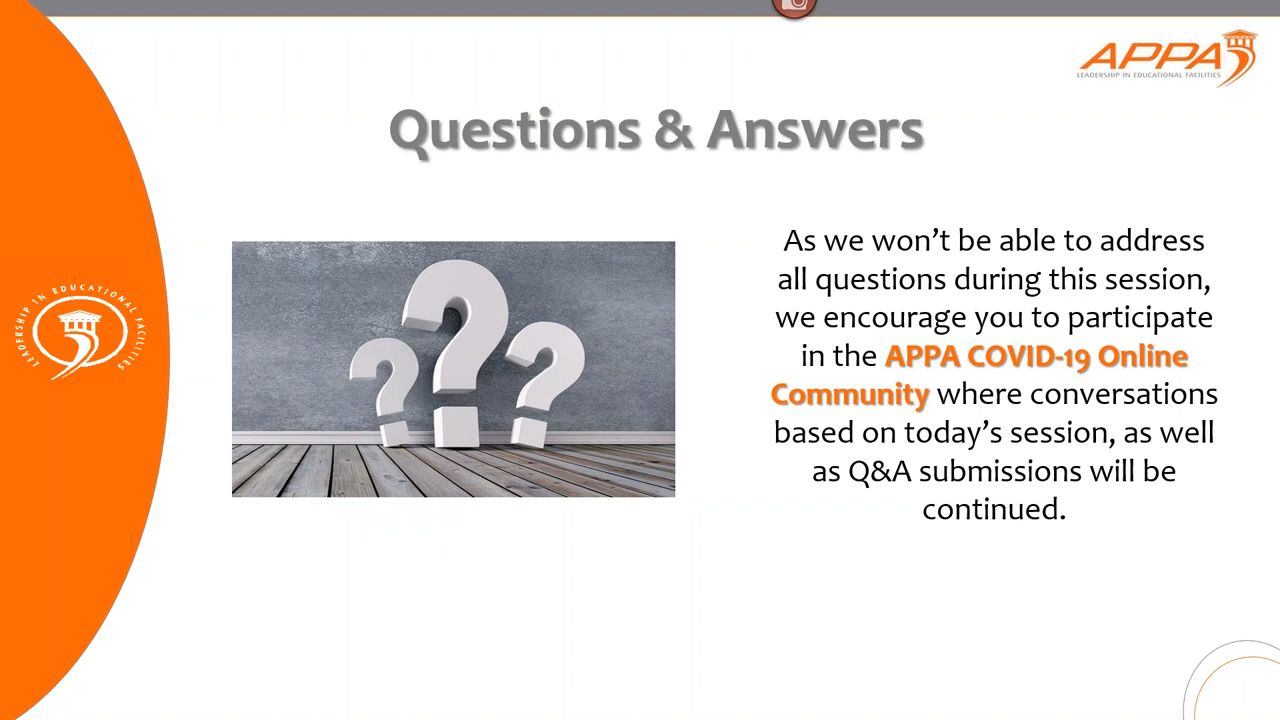 APPA
LEADERSHIP IN EDUCATIONAL FACILITIES
Questions & Answers
As we won’t be able to address
all questions during this session,
we encourage you to participate
in the APPA COVID-19 Online
Community where conversations
based on today’s session, as well
as Q&A submissions will be
continued.
LEADERSHIP IN EDUCATIONAL FACILITIES